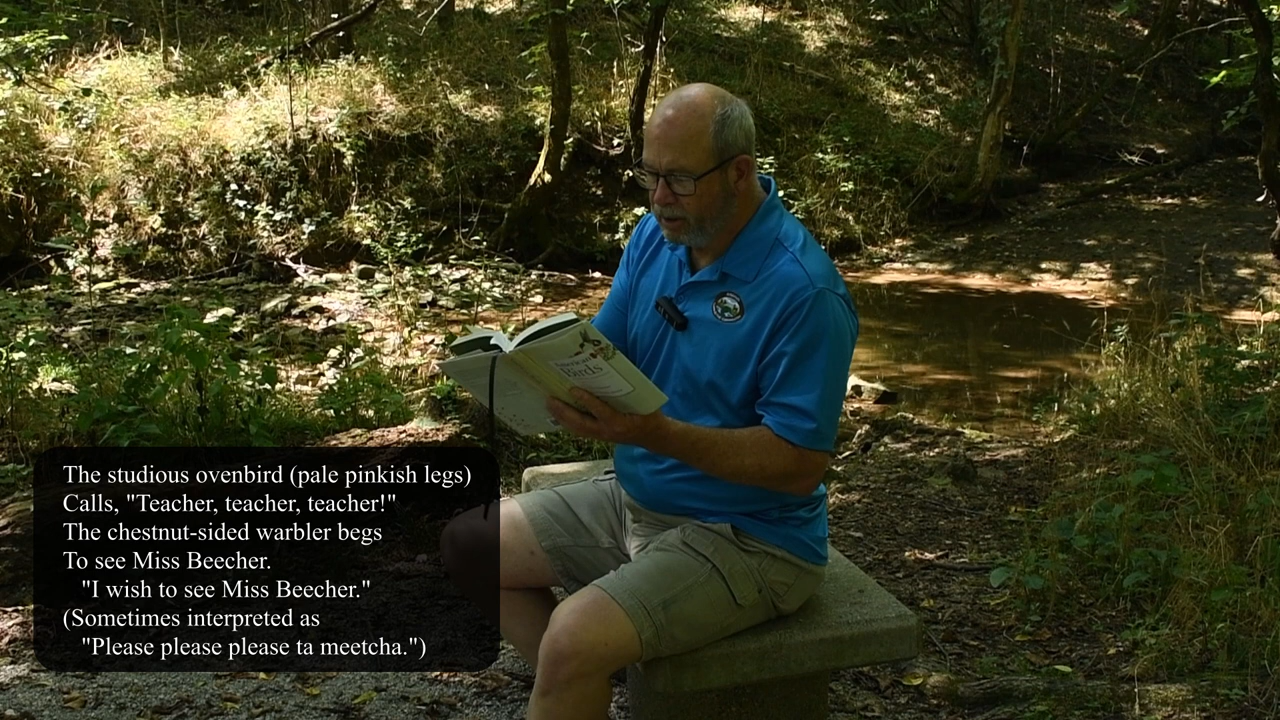 The studious ovenbird (pale pinkish legs)
Calls, "Teacher, teacher, teacher!"
The chestnut-sided warbler begs
To see Miss Beecher.
"I wish to see Miss Beecher."
(Sometimes interpreted as
"Please please please ta meetcha.")
Birds